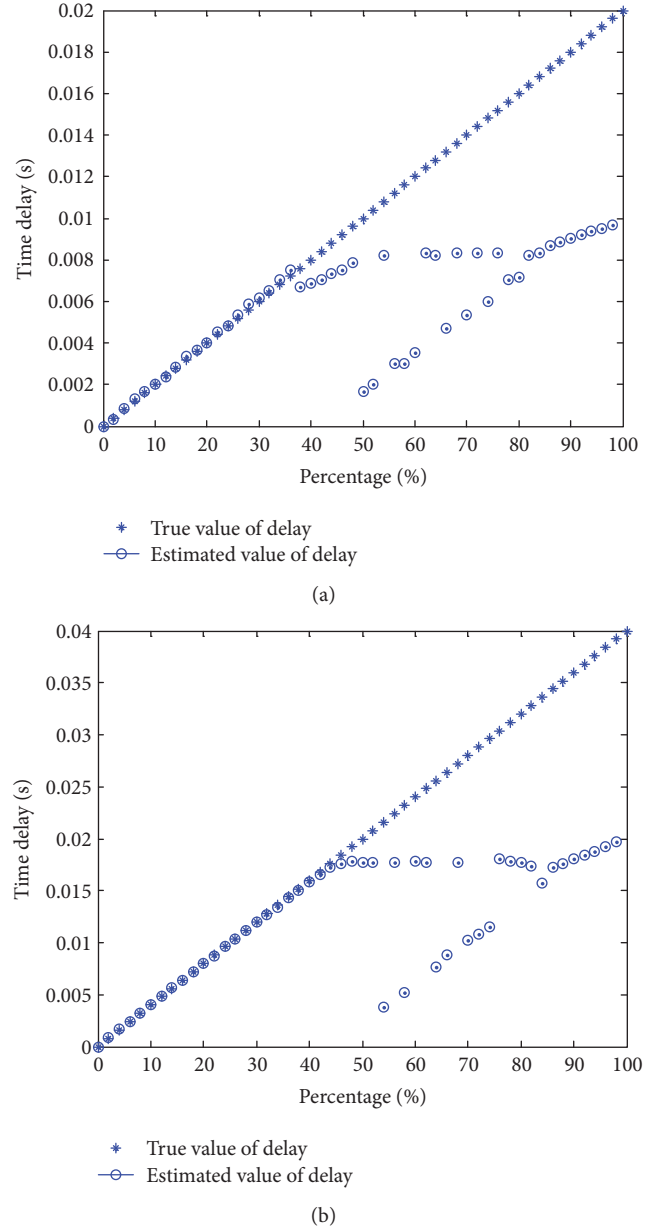 0.02
0.018
0.016
0.014
0.012
0.01
0.008
0.006
0.004
0.002
0
Time delay (s)
0 10 20 30 40 50 60 70 80 90 100
Percentage (%)
True value of delay
Estimated value of delay
(a)
0.04
0.035
0.03
0.025
0.02
0.015
0.01
0.005
0
Time delay (s)
0 10 20 30 40 50 60 70 80 90 100
Percentage (%)
True value of delay
Estimated value of delay
(b)